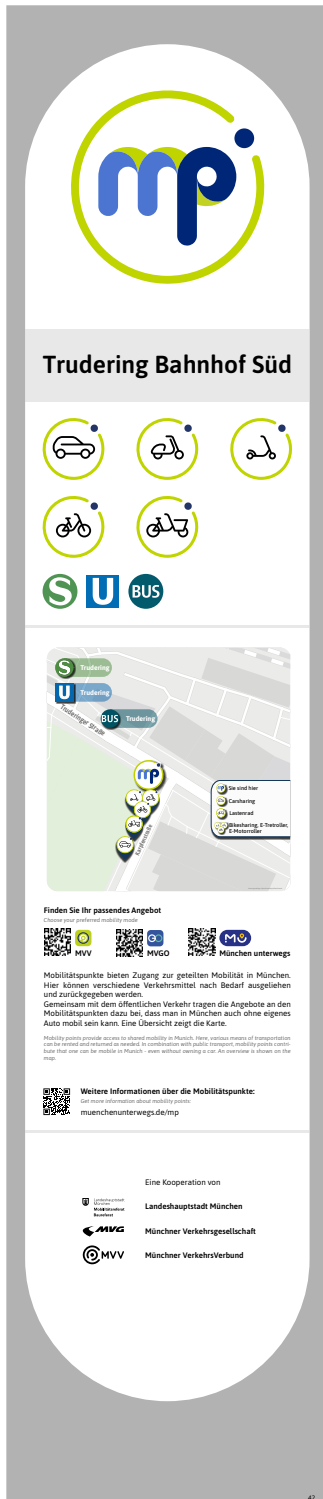 mp
Trudering Bahnhof Süd
S U BUS
S Trudering
U Trudering
BUS Trudering
Truderinger Straße
mp
mp Sie sind hier
Carsharing
Lastenrad
Bikesharing, E-Tretroller,
E-Motorroller
Finden Sie Ihr passendes Angebot
Choose your preferred mobility mode
MVV
MVGO
München unterwegs
Mobilitätspunkte bieten Zugang zur geteilten Mobilität in München.
Hier können verschiedene Verkehrsmittel nach Bedarf ausgeliehen
und zurückgegeben werden.
Gemeinsam mit dem öffentlichen Verkehr tragen die Angebote an den
Mobilitätspunkten dazu bei, dass man in München auch ohne eigenes
Auto mobil sein kann. Eine Übersicht zeigt die Karte.
Mobility points provide access to shared mobility in Munich. Here, various means of transportation
can be rented and returned as needed. In combination with public transport, mobility points contri-
bute that one can be mobile in Munich - even without owning a car. An overview is shown on the
map.
Weitere Informationen über die Mobilitätspunkte:
Get more information about mobility points:
muenchenunterwegs.de/mp
Eine Kooperation von
Landeshauptstadt
München
Mobilitätsreferat
Baureferat
Landeshauptstadt München
MVG
Münchner Verkehrsgesellschaft
MVV
Münchner VerkehrsVerbund
42